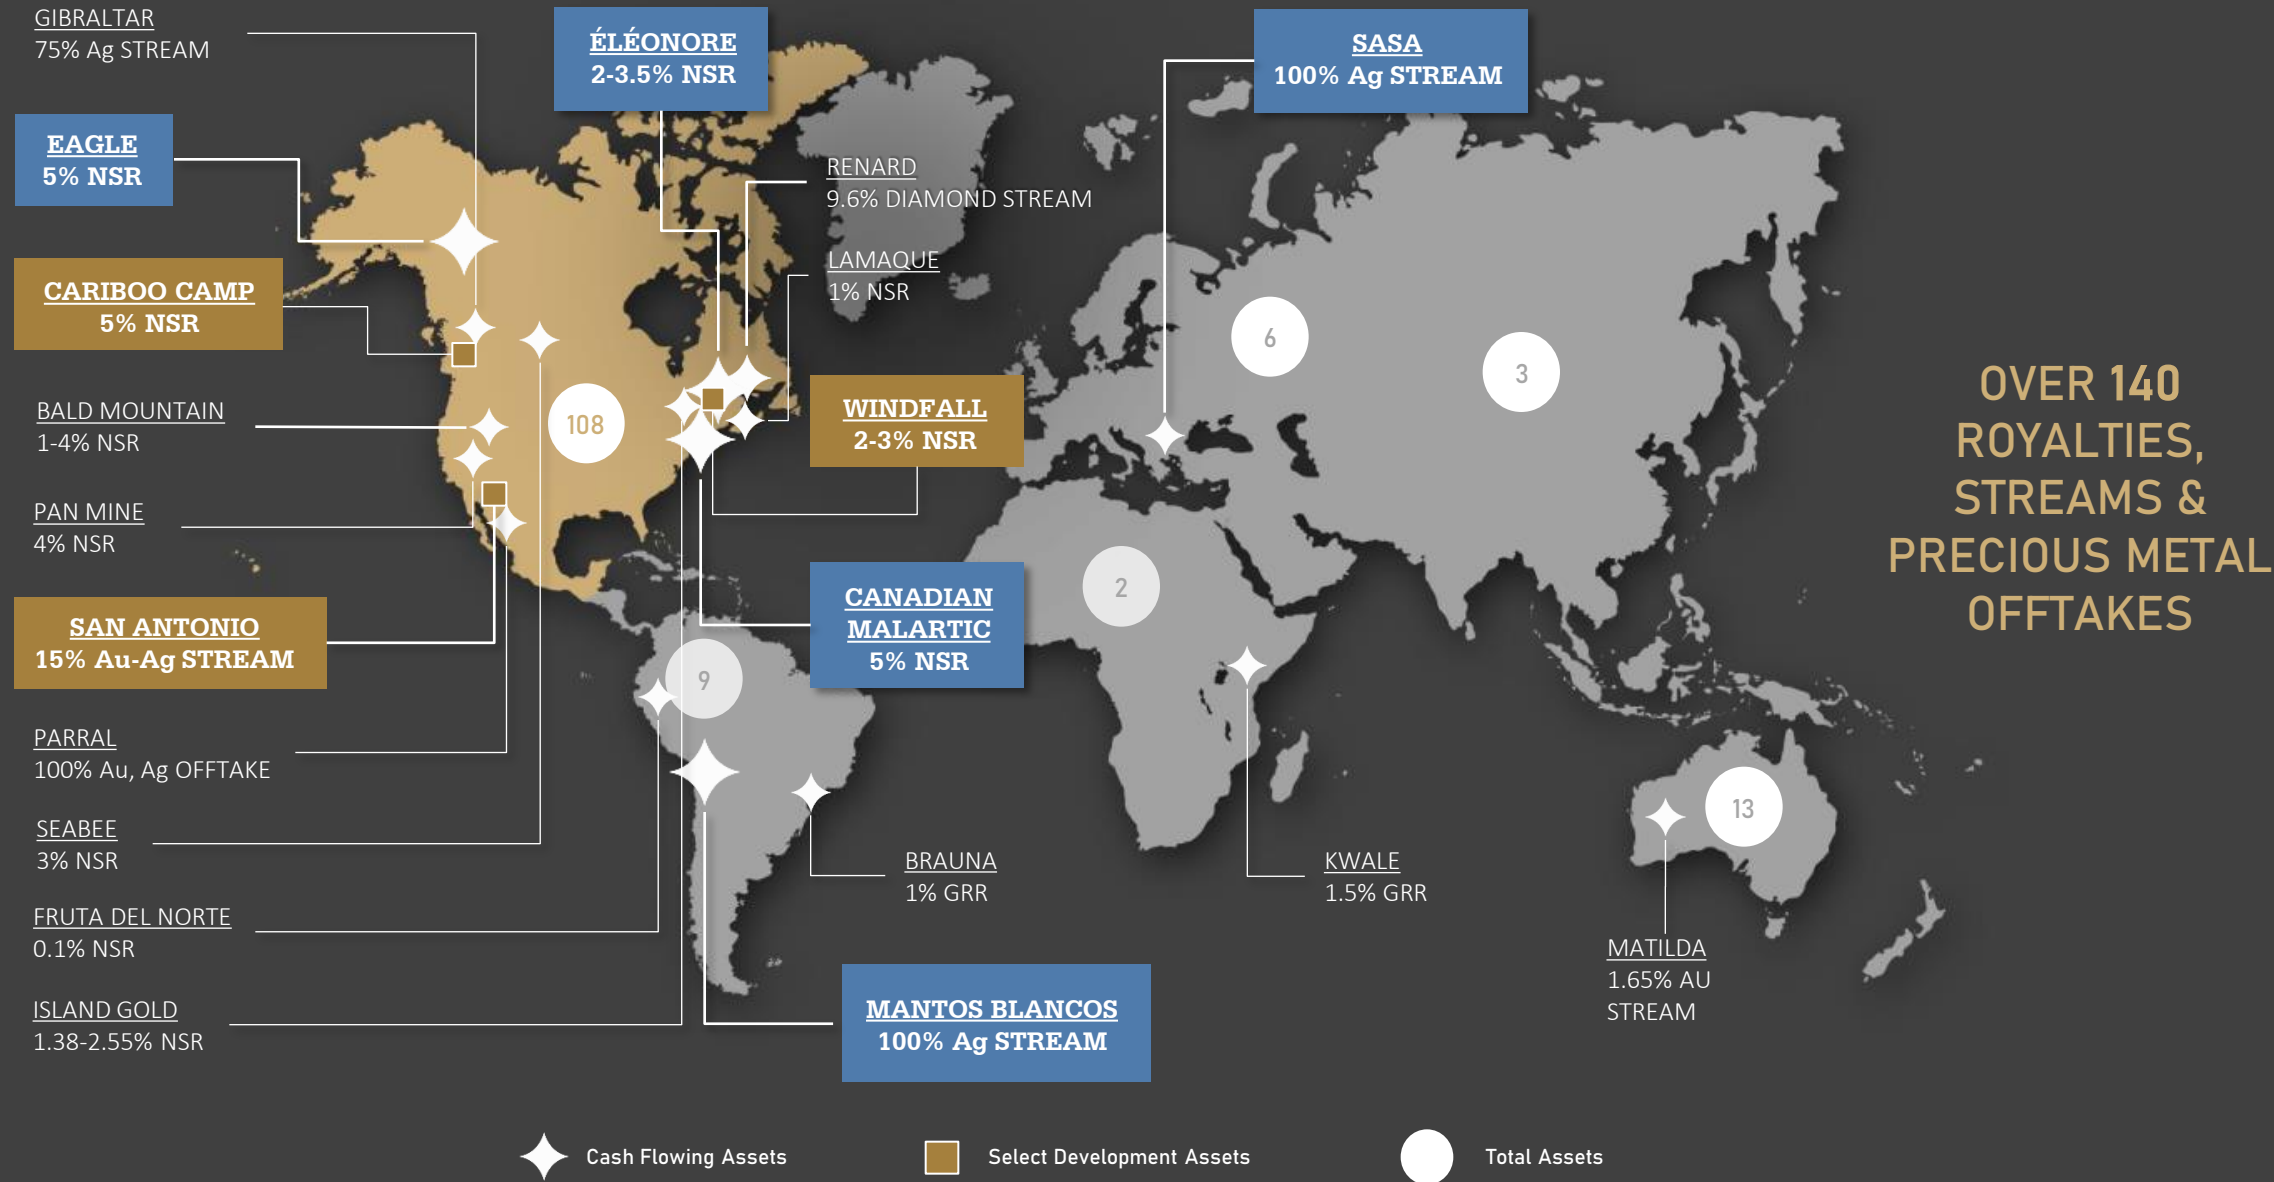 GIBRALTAR
75% Ag STREAM
EAGLE
5% NSR
CARIBOO CAMP
5% NSR
BALD MOUNTAIN
1-4% NSR
PAN MINE
4% NSR
SAN ANTONIO
15% Au-Ag STREAM
PARRAL
100% Au, Ag OFFTAKE
SEABEE
3% NSR
FRUTA DEL NORTE
0.1% NSR
ISLAND GOLD
1.38-2.55% NSR
ÉLÉONORE
2-3.5% NSR
RENARD
9.6% DIAMOND STREAM
LAMAQUE
1% NSR
WINDFALL
2-3% NSR
CANADIAN
MALARTIC
5% NSR
108
9
BRAUNA
1% GRR
MANTOS BLANCOS
100% Ag STREAM
SASA
100% Ag STREAM
6
3
2
KWALE
1.5% GRR
13
MATILDA
1.65% AU
STREAM
OVER 140
ROYALTIES,
STREAMS &
PRECIOUS METAL
OFFTAKES
Cash Flowing Assets
Select Development Assets
Total Assets